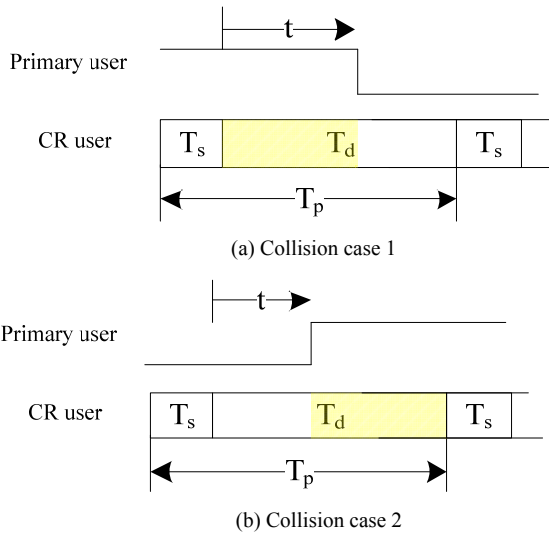 t
Primary user
CR user
Ts Td Ts
Tp
(a) Collision case 1
t
Primary user
CR user
Ts Td Ts
Tp
(b) Collision case 2